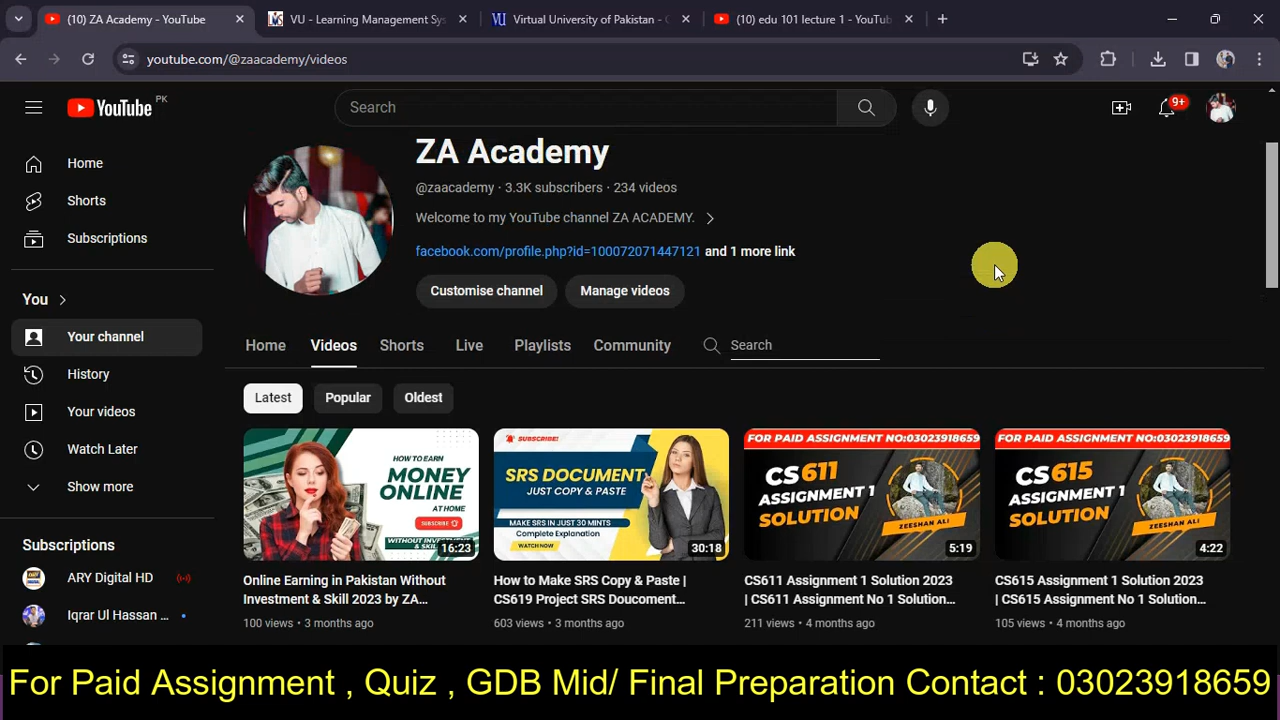 (10) ZA Academy - YouTube
VU - Learning Management Sys
Virtual University of Pakistan - C
(10) edu 101 lecture 1 - YouTub
youtube.com/@zaacademy/videos
YouTube PK
Search
9+
Home
Shorts
Subscriptions
You
Your channel
History
Your videos
Watch Later
Show more
Subscriptions
ARY Digital HD
Iqrar Ul Hassan ...
ZA Academy
@zaacademy · 3.3K subscribers · 234 videos
Welcome to my YouTube channel ZA ACADEMY.
facebook.com/profile.php?id=100072071447121 and 1 more link
Customise channel
Manage videos
Home
Videos
Shorts
Live
Playlists
Community
Search
Latest
Popular
Oldest
HOW TO EARN
MONEY
ONLINE
AT HOME
SUBSCRIBE
WITHOUT INVESTMENT
& SKILL
16:23
Online Earning in Pakistan Without
Investment & Skill 2023 by ZA...
100 views · 3 months ago
SUBSCRIBE!
SRS DOCUMENT
JUST COPY & PASTE
MAKE SRS IN JUST 30 MINTS
Complete Explanation
WATCH NOW
30:18
How to Make SRS Copy & Paste |
CS619 Project SRS Doucoment...
603 views · 3 months ago
FOR PAID ASSIGNMENT NO:03023918659
CS611
ASSIGNMENT 1
SOLUTION
ZEESHAN ALI
5:19
CS611 Assignment 1 Solution 2023
| CS611 Assignment No 1 Solution...
211 views · 4 months ago
FOR PAID ASSIGNMENT NO:03023918659
CS615
ASSIGNMENT 1
SOLUTION
ZEESHAN ALI
4:22
CS615 Assignment 1 Solution 2023
| CS615 Assignment No 1 Solution...
105 views · 4 months ago
For Paid Assignment , Quiz , GDB Mid/ Final Preparation Contact : 03023918659